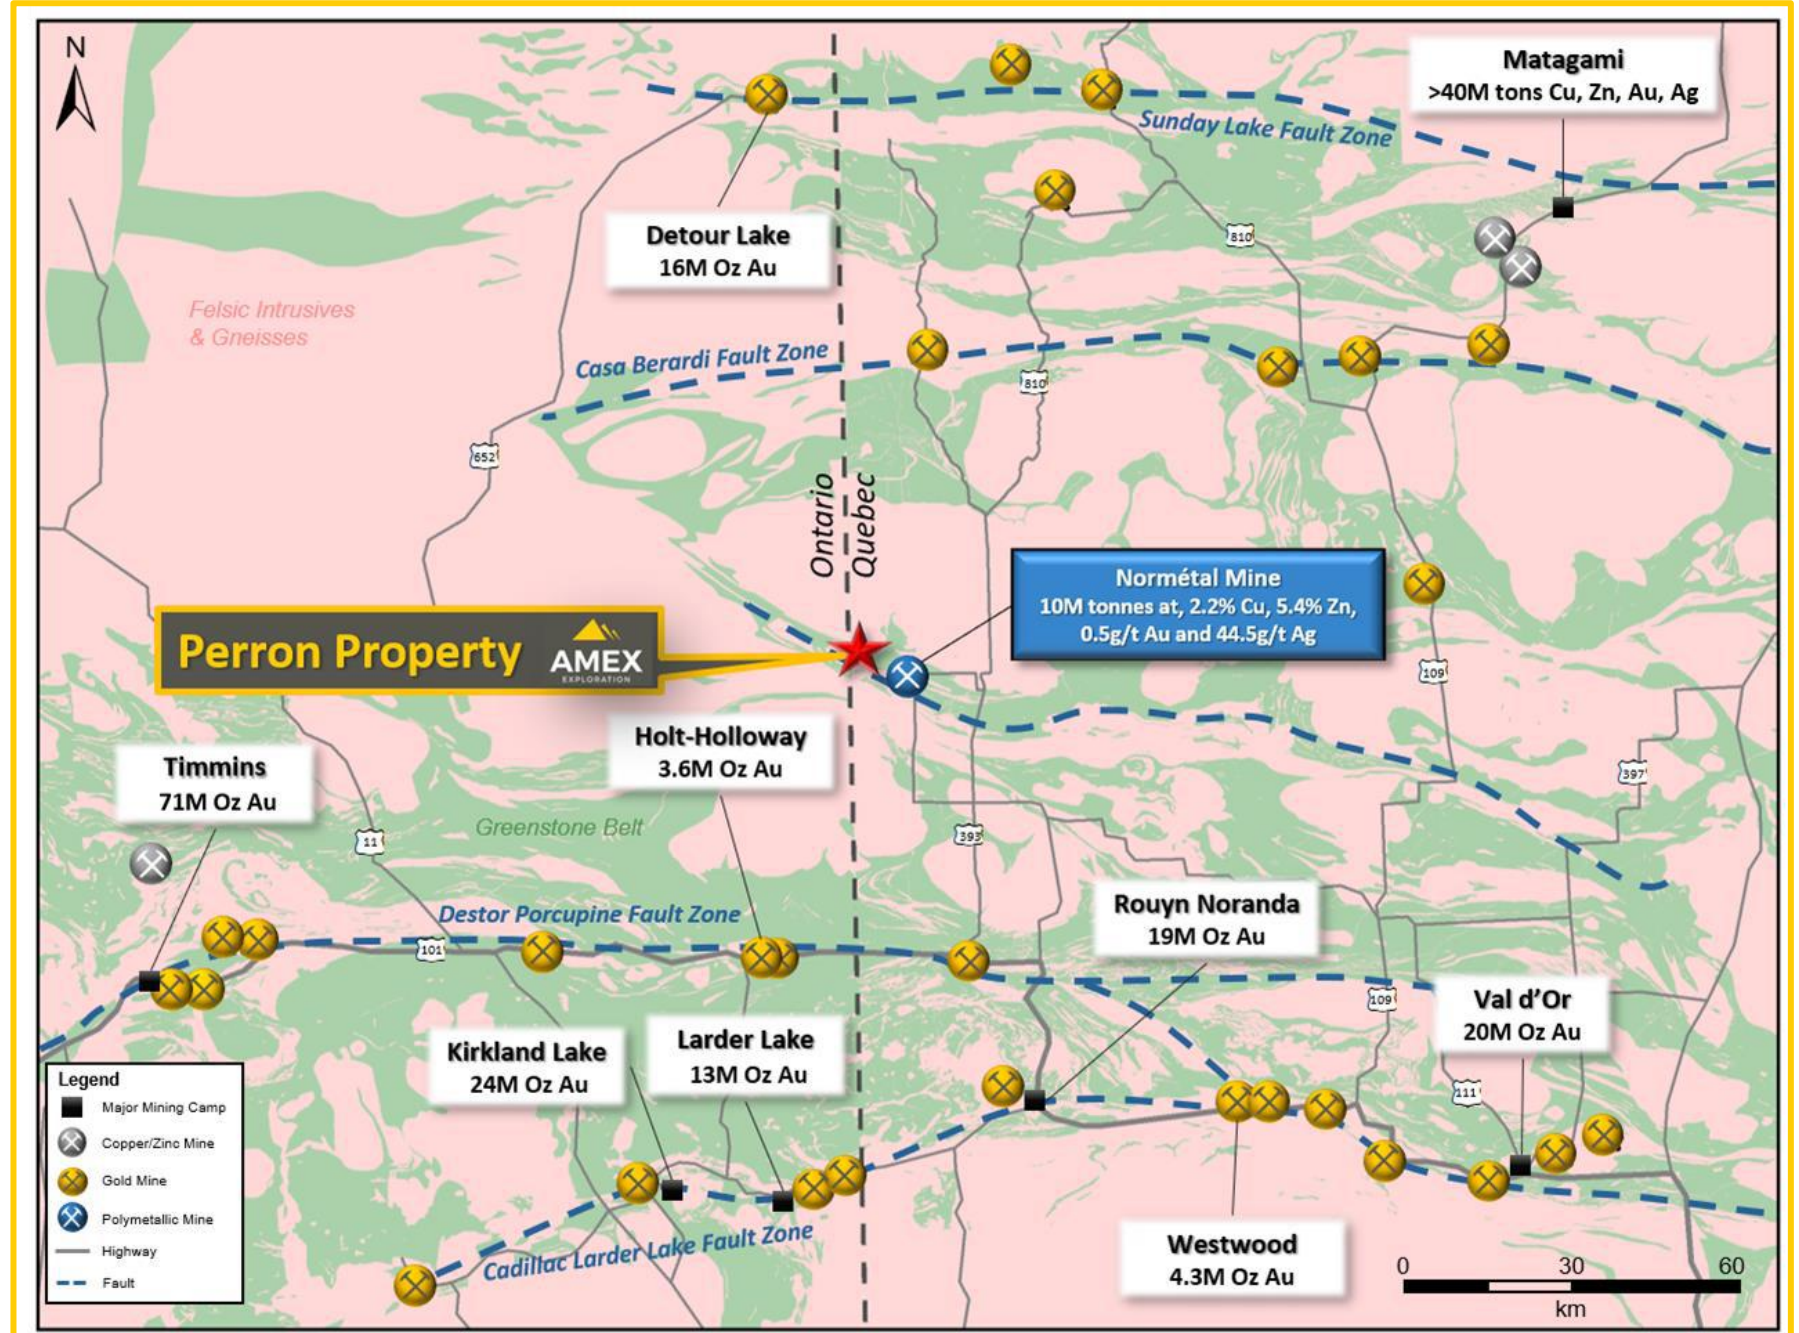 N
Matagami
>40M tons Cu, Zn, Au, Ag
Sunday Lake Fault Zone
Detour Lake
16M Oz Au
810
Felsic Intrusives
& Gneisses
Casa Berardi Fault Zone
810
652
Ontario
Quebec
Normétal Mine
10M tonnes at, 2.2% Cu, 5.4% Zn,
0.5g/t Au and 44.5g/t Ag
Perron Property
AMEX
EXPLORATION
109
Holt-Holloway
3.6M Oz Au
Timmins
71M Oz Au
397
Greenstone Belt
11
393
Destor Porcupine Fault Zone
101
Rouyn Noranda
19M Oz Au
109
Val d’Or
20M Oz Au
Kirkland Lake
24M Oz Au
Larder Lake
13M Oz Au
111
Legend
Major Mining Camp
Copper/Zinc Mine
Gold Mine
Polymetallic Mine
Highway
Fault
Cadillac Larder Lake Fault Zone
Westwood
4.3M Oz Au
0 30 60
km